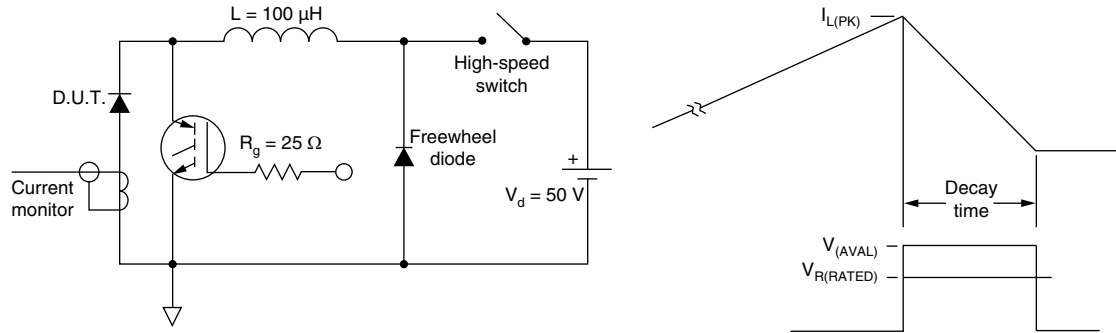 L = 100 μH
D.U.T.
R_g = 25 Ω
Current
monitor
Freewheel
diode
High-speed
switch
+
V_d = 50 V
I_L(PK)
Decay
time
V_(AVAL)
V_R(RATED)